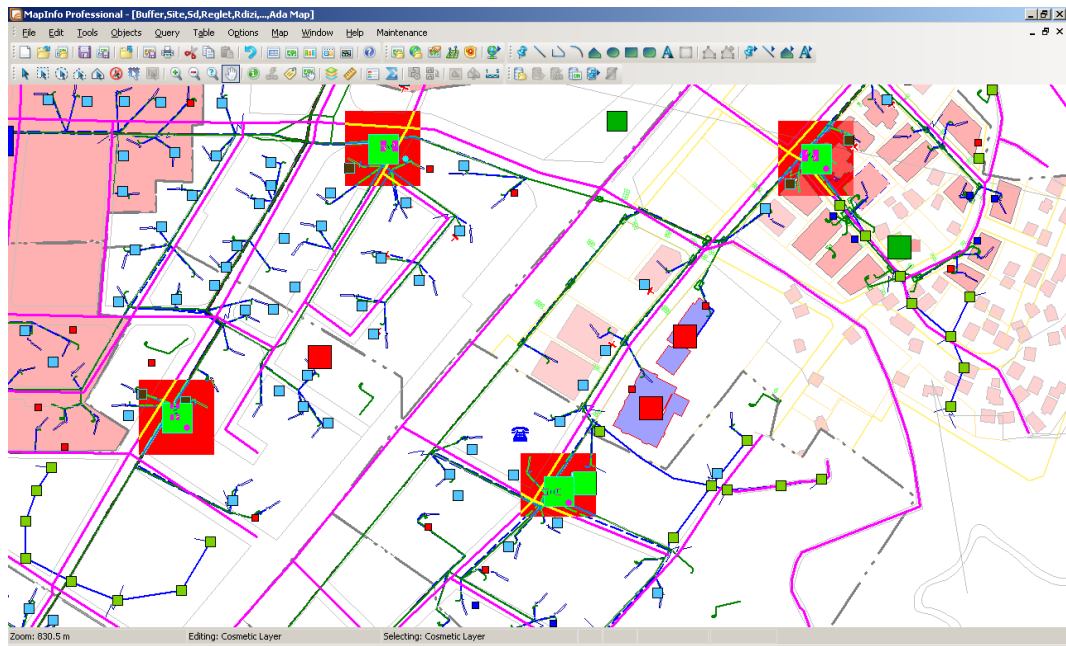 MapInfo Professional - [Buffer,Site,Sd,Reglet,Rdizi,...,Ada Map]
File Edit Tools Objects Query Table Options Map Window Help Maintenance
Zoom: 830.5 m Editing: Cosmetic Layer Selecting: Cosmetic Layer